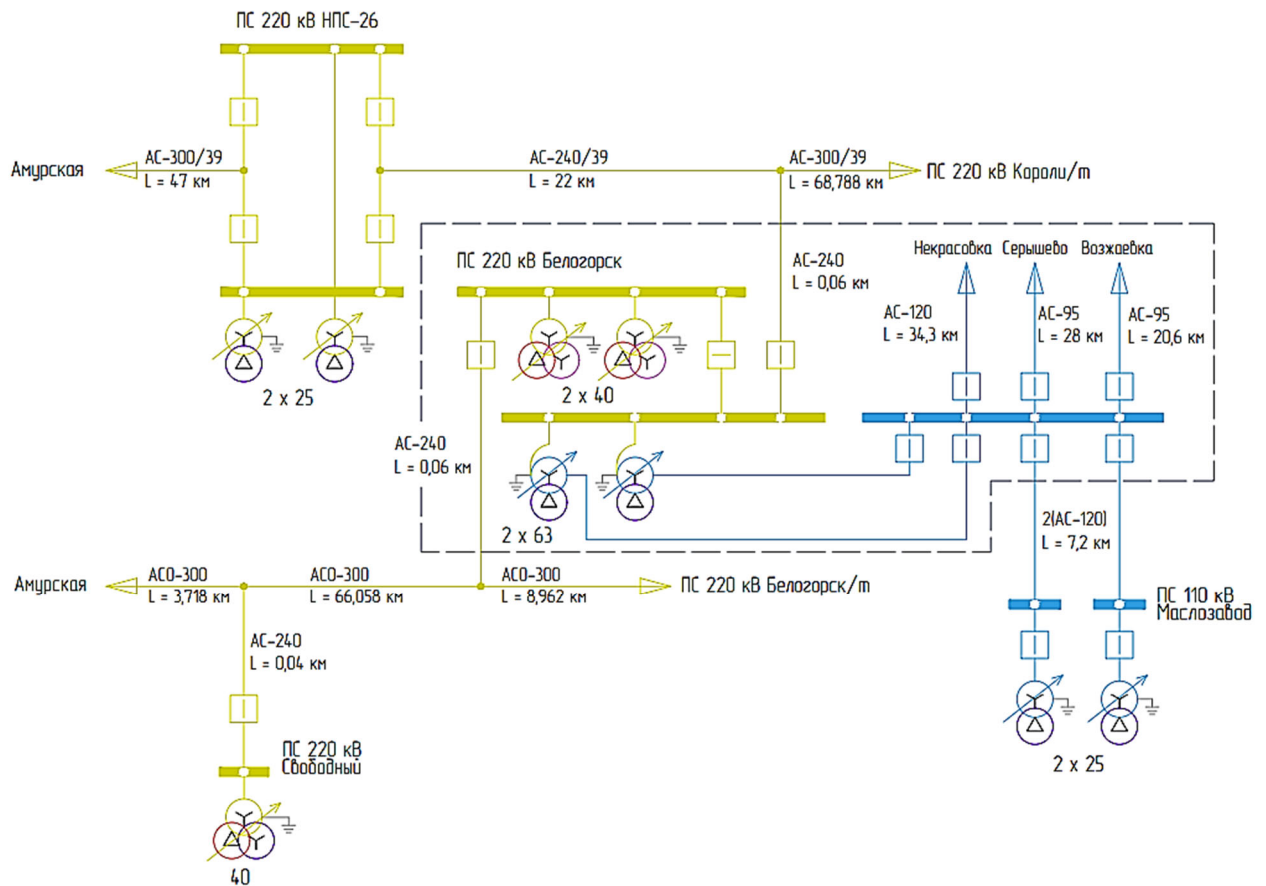 ПС 220 кВ НПС-26
Амурская
АС-300/39
L = 47 км
АС-240/39
L = 22 км
АС-300/39
L = 68,788 км
ПС 220 кВ Короли/т
2 х 25
ПС 220 кВ Белогорск
2 х 40
АС-240
L = 0,06 км
Некрасовка
Серышево
Возжаевка
АС-120
L = 34,3 км
АС-95
L = 28 км
АС-95
L = 20,6 км
АС-240
L = 0,06 км
2 х 63
2(АС-120)
L = 7,2 км
Амурская
АСО-300
L = 3,718 км
АСО-300
L = 66,058 км
АСО-300
L = 8,962 км
ПС 220 кВ Белогорск/т
ПС 110 кВ
Маслозавод
АС-240
L = 0,04 км
ПС 220 кВ
Свободный
2 х 25
40